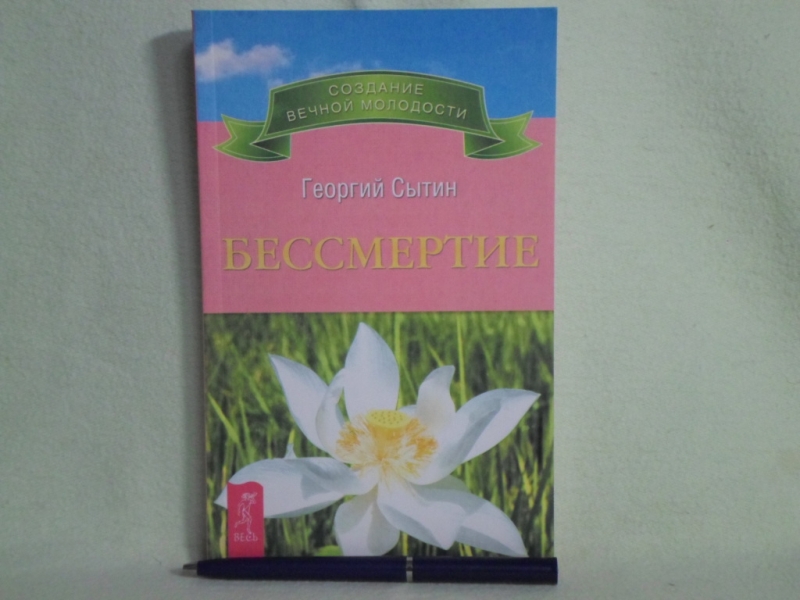 СОЗДАНИЕ
ВЕЧНОЙ МОЛОДОСТИ
Георгий Сытин
БЕССМЕРТИЕ
ВЕСЬ